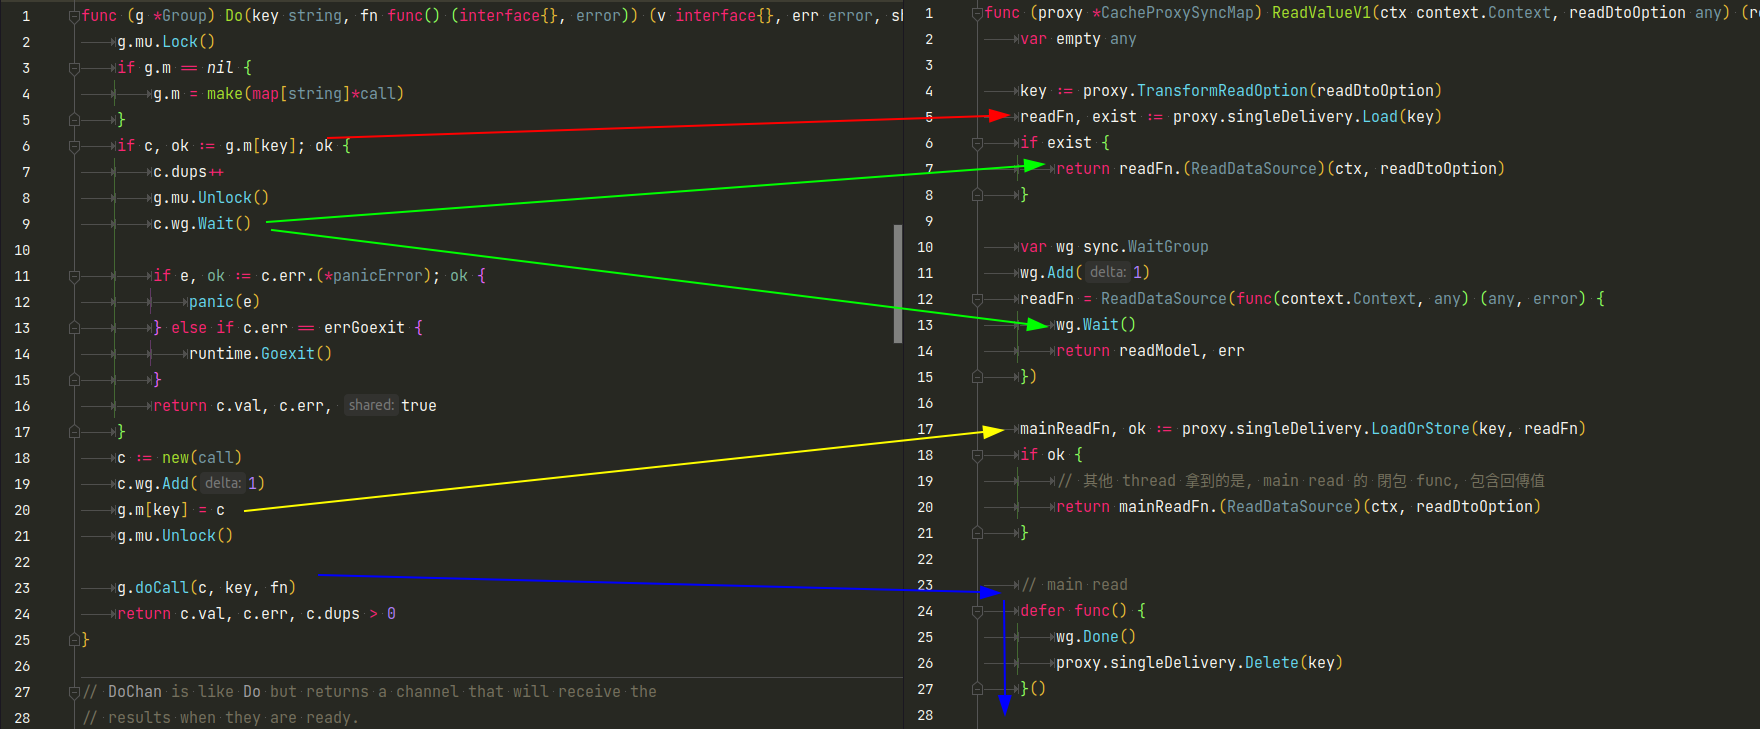 1 func (g *Group) Do(key string, fn func() (interface{}, error)) (v interface{}, err error, sh
2 g.mu.Lock()
3 if g.m == nil {
4 g.m = make(map[string]*call)
5 }
6 if c, ok := g.m[key]; ok {
7 c.dups++
8 g.mu.Unlock()
9 c.wg.Wait()
10
11 if e, ok := c.err.(*panicError); ok {
12 panic(e)
13 } else if c.err == errGoexit {
14 runtime.Goexit()
15 }
16 return c.val, c.err, shared: true
17 }
18 c := new(call)
19 c.wg.Add( delta: 1)
20 g.m[key] = c
21 g.mu.Unlock()
22
23 g.doCall(c, key, fn)
24 return c.val, c.err, c.dups > 0
25 }
26
27 // DoChan is like Do but returns a channel that will receive the
28 // results when they are ready.
1 func (proxy *CacheProxySyncMap) ReadValueV1(ctx context.Context, readDtoOption any) (re
2 var empty any
3
4 key := proxy.TransformReadOption(readDtoOption)
5 readFn, exist := proxy.singleDelivery.Load(key)
6 if exist {
7 return readFn.(ReadDataSource)(ctx, readDtoOption)
8 }
9
10 var wg sync.WaitGroup
11 wg.Add( delta: 1)
12 readFn = ReadDataSource(func(context.Context, any) (any, error) {
13 wg.Wait()
14 return readModel, err
15 })
16
17 mainReadFn, ok := proxy.singleDelivery.LoadOrStore(key, readFn)
18 if ok {
19 // 其他 thread 拿到的是, main read 的 閉包 func, 包含回傳值
20 return mainReadFn.(ReadDataSource)(ctx, readDtoOption)
21 }
22
23 // main read
24 defer func() {
25 wg.Done()
26 proxy.singleDelivery.Delete(key)
27 }()
28